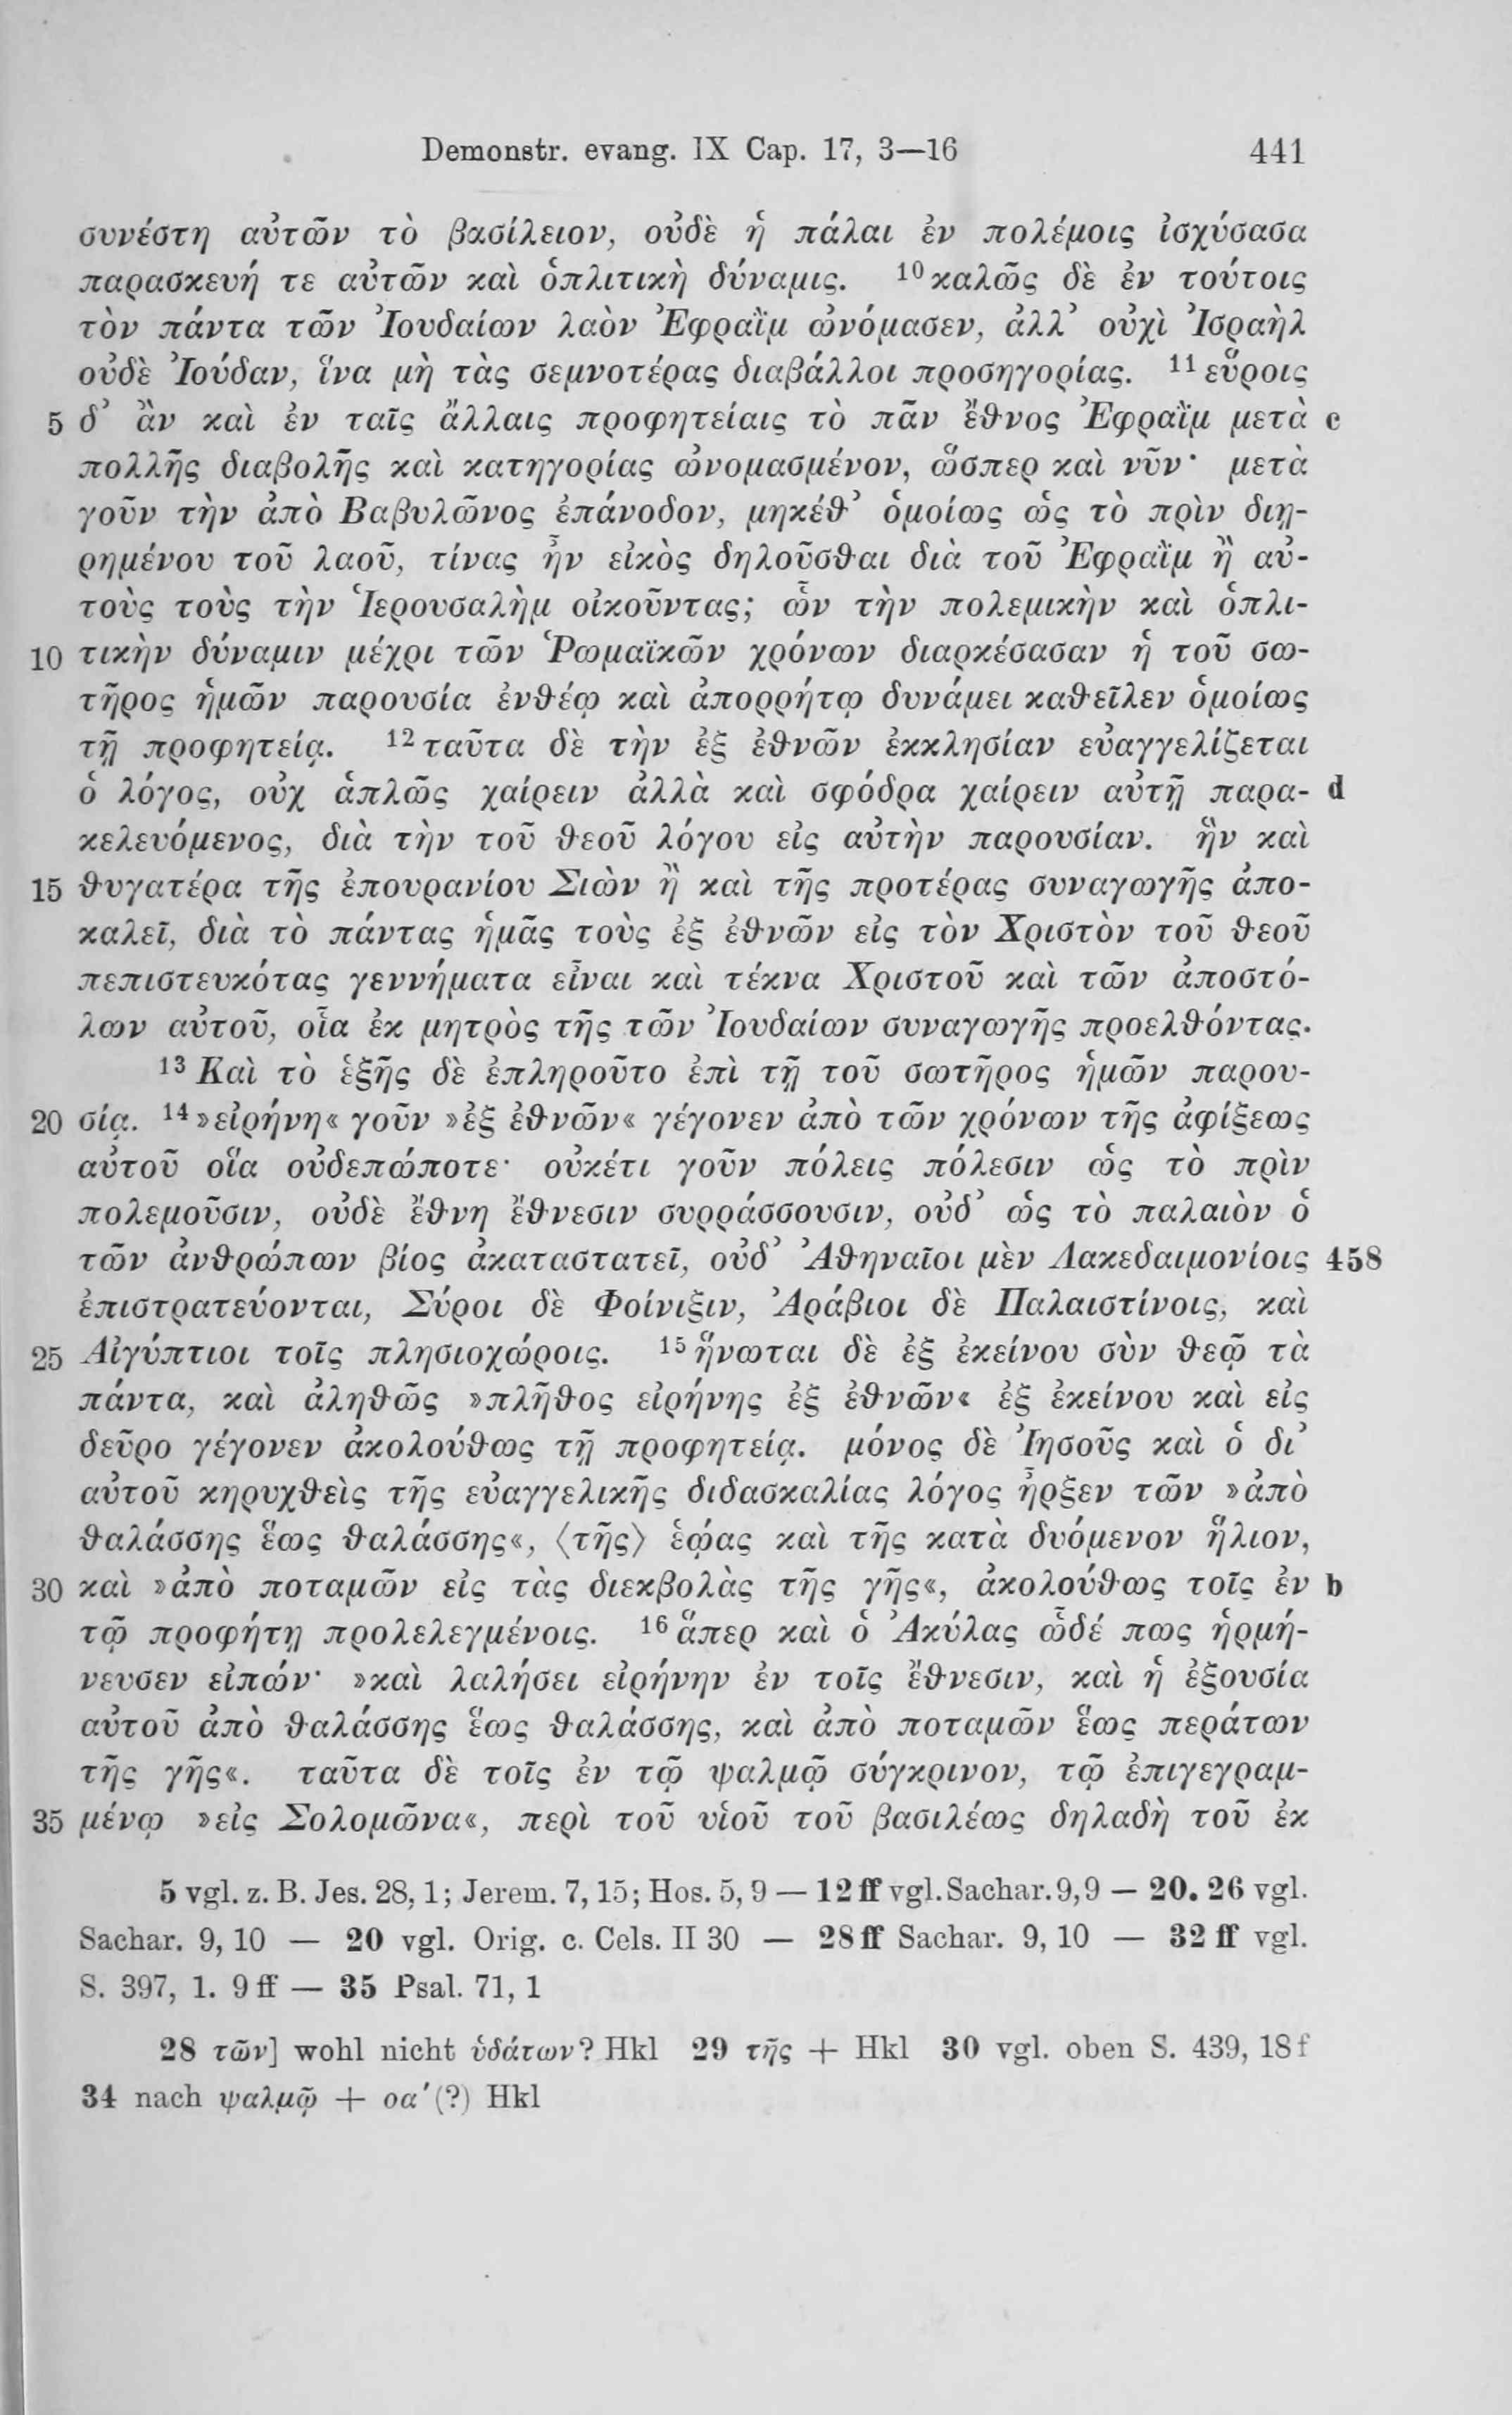 Demonstr. evang. IX Cap. 17, 3—16 441
συνέστη αὐτῶν τὸ βασίλειον, οὐδὲ ἡ πάλαι ἐν πολέμοις ἰσχύσασα
παρασκευή τε αὐτῶν καὶ ὁπλιτικὴ δύναμις. ¹⁰ καλῶς δὲ ἐν τούτοις
τὸν πάντα τῶν Ἰουδαίων λαὸν Ἐφραῒμ ὠνόμασεν, ἀλλ’ οὐχὶ Ἰσραὴλ
οὐδὲ Ἰούδαν, ἵνα μὴ τὰς σεμνοτέρας διαβάλλοι προσηγορίας. ¹¹ εὕροις
5 δ’ ἂν καὶ ἐν ταῖς ἄλλαις προφητείαις τὸ πᾶν ἔθνος Ἐφραῒμ μετὰ c
πολλῆς διαβολῆς καὶ κατηγορίας ὠνομασμένον, ὥσπερ καὶ νῦν· μετὰ
γοῦν τὴν ἀπὸ Βαβυλῶνος ἐπάνοδον, μηκέθ’ ὁμοίως ὡς τὸ πρὶν διῃ-
ρημένου τοῦ λαοῦ, τίνας ἦν εἰκὸς δηλοῦσθαι διὰ τοῦ Ἐφραῒμ ἢ αὐ-
τοὺς τοὺς τὴν Ἱερουσαλὴμ οἰκοῦντας; ὧν τὴν πολεμικὴν καὶ ὁπλι-
10 τικὴν δύναμιν μέχρι τῶν Ῥωμαϊκῶν χρόνων διαρκέσασαν ἡ τοῦ σω-
τῆρος ἡμῶν παρουσία ἐνθέῳ καὶ ἀπορρήτῳ δυνάμει καθεῖλεν ὁμοίως
τῇ προφητείᾳ. ¹² ταῦτα δὲ τὴν ἐξ ἐθνῶν ἐκκλησίαν εὐαγγελίζεται
ὁ λόγος, οὐχ ἁπλῶς χαίρειν ἀλλὰ καὶ σφόδρα χαίρειν αὐτῇ παρα- d
κελευόμενος, διὰ τὴν τοῦ θεοῦ λόγου εἰς αὐτὴν παρουσίαν. ἣν καὶ
15 θυγατέρα τῆς ἐπουρανίου Σιὼν ἢ καὶ τῆς προτέρας συναγωγῆς ἀπο-
καλεῖ, διὰ τὸ πάντας ἡμᾶς τοὺς ἐξ ἐθνῶν εἰς τὸν Χριστὸν τοῦ θεοῦ
πεπιστευκότας γεννήματα εἶναι καὶ τέκνα Χριστοῦ καὶ τῶν ἀποστό-
λων αὐτοῦ, οἷα ἐκ μητρὸς τῆς τῶν Ἰουδαίων συναγωγῆς προελθόντας.
¹³ Καὶ τὸ ἑξῆς δὲ ἐπληροῦτο ἐπὶ τῇ τοῦ σωτῆρος ἡμῶν παρου-
20 σίᾳ. ¹⁴ »εἰρήνη« γοῦν »ἐξ ἐθνῶν« γέγονεν ἀπὸ τῶν χρόνων τῆς ἀφίξεως
αὐτοῦ οἵα οὐδεπώποτε· οὐκέτι γοῦν πόλεις πόλεσιν ὡς τὸ πρὶν
πολεμοῦσιν, οὐδὲ ἔθνη ἔθνεσιν συρράσσουσιν, οὐδ’ ὡς τὸ παλαιὸν ὁ
τῶν ἀνθρώπων βίος ἀκαταστατεῖ, οὐδ’ Ἀθηναῖοι μὲν Λακεδαιμονίοις 458
ἐπιστρατεύονται, Σύροι δὲ Φοίνιξιν, Ἀράβιοι δὲ Παλαιστίνοις, καὶ
25 Αἰγύπτιοι τοῖς πλησιοχώροις. ¹⁵ ἥνωται δὲ ἐξ ἐκείνου σὺν θεῷ τὰ
πάντα, καὶ ἀληθῶς »πλῆθος εἰρήνης ἐξ ἐθνῶν« ἐξ ἐκείνου καὶ εἰς
δεῦρο γέγονεν ἀκολούθως τῇ προφητείᾳ. μόνος δὲ Ἰησοῦς καὶ ὁ δι’
αὐτοῦ κηρυχθεὶς τῆς εὐαγγελικῆς διδασκαλίας λόγος ἦρξεν τῶν »ἀπὸ
θαλάσσης ἕως θαλάσσης«, ⟨τῆς⟩ ἑῴας καὶ τῆς κατὰ δυόμενον ἥλιον,
30 καὶ »ἀπὸ ποταμῶν εἰς τὰς διεκβολὰς τῆς γῆς«, ἀκολούθως τοῖς ἐν b
τῷ προφήτῃ προλελεγμένοις. ¹⁶ ἅπερ καὶ ὁ Ἀκύλας ὧδέ πως ἡρμή-
νευσεν εἰπών· »καὶ λαλήσει εἰρήνην ἐν τοῖς ἔθνεσιν, καὶ ἡ ἐξουσία
αὐτοῦ ἀπὸ θαλάσσης ἕως θαλάσσης, καὶ ἀπὸ ποταμῶν ἕως περάτων
τῆς γῆς«. ταῦτα δὲ τοῖς ἐν τῷ ψαλμῷ σύγκρινον, τῷ ἐπιγεγραμ-
35 μένῳ »εἰς Σολομῶνα«, περὶ τοῦ υἱοῦ τοῦ βασιλέως δηλαδὴ τοῦ ἐκ
5 vgl. z. B. Jes. 28, 1; Jerem. 7, 15; Hos. 5, 9 — 12 ff vgl. Sachar. 9, 9 — 20. 26 vgl.
Sachar. 9, 10 — 20 vgl. Orig. c. Cels. II 30 — 28 ff Sachar. 9, 10 — 32 ff vgl.
S. 397, 1. 9 ff — 35 Psal. 71, 1
28 τῶν] wohl nicht ὑδάτων? Hkl 29 τῆς + Hkl 30 vgl. oben S. 439, 18 f
34 nach ψαλμῷ + οα΄ (?) Hkl